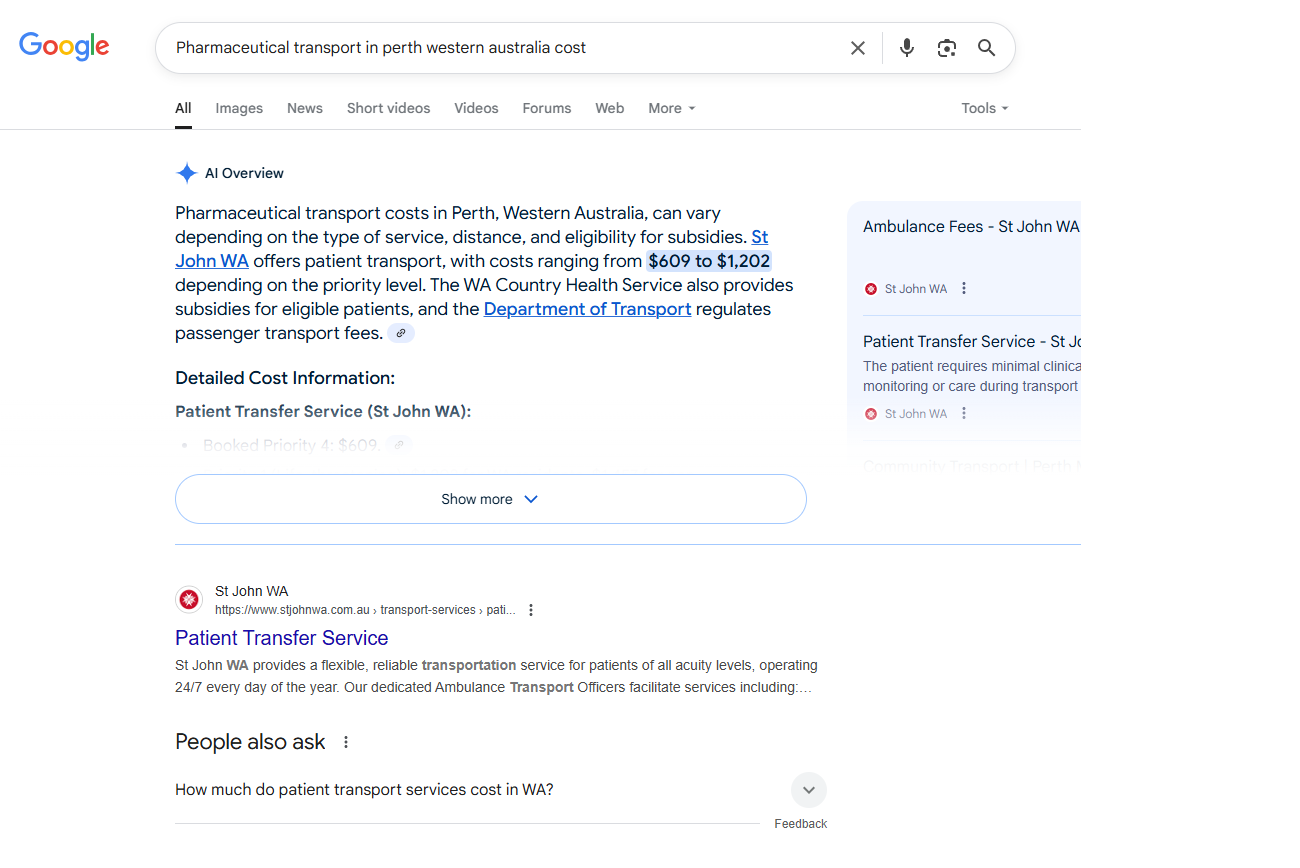 Google
Pharmaceutical transport in perth western australia cost
All Images News Short videos Videos Forums Web More Tools
AI Overview
Pharmaceutical transport costs in Perth, Western Australia, can vary
depending on the type of service, distance, and eligibility for subsidies. St
John WA offers patient transport, with costs ranging from $609 to $1,202
depending on the priority level. The WA Country Health Service also provides
subsidies for eligible patients, and the Department of Transport regulates
passenger transport fees.
Detailed Cost Information:
Patient Transfer Service (St John WA):
• Booked Priority 4: $609.
Show more
Ambulance Fees - St John WA
St John WA
Patient Transfer Service - St Jo
The patient requires minimal clinica
monitoring or care during transport
St John WA
Community Transport | Perth
St John WA
https://www.stjohnwa.com.au › transport-services › pati...
Patient Transfer Service
St John WA provides a flexible, reliable transportation service for patients of all acuity levels, operating
24/7 every day of the year. Our dedicated Ambulance Transport Officers facilitate services including:...
People also ask
How much do patient transport services cost in WA?
Feedback